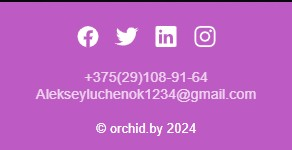 +375(29)108-91-64
Alekseyluchenok1234@gmail.com
© orchid.by 2024